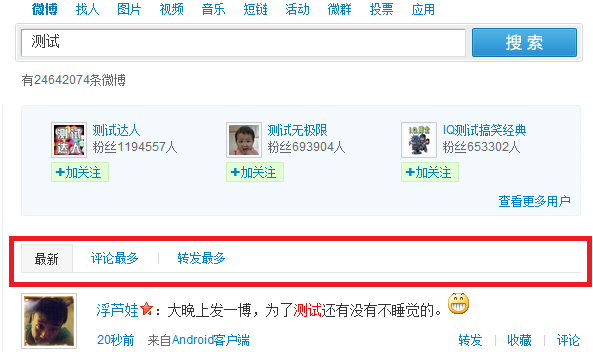 微博 找人 图片 视频 音乐 短链 活动 微群 投票 应用
测试 搜 索
有24642074条微博
测试达人 测试 达人
粉丝1194557人
+加关注
测试无极限
粉丝693904人
+加关注
IQ测试搞笑经典
粉丝653302人
+加关注
查看更多用户
最新 评论最多 | 转发最多
浮芦娃:大晚上发一博,为了测试还有没有不睡觉的。
20秒前 来自Android客户端 转发 | 收藏 | 评论